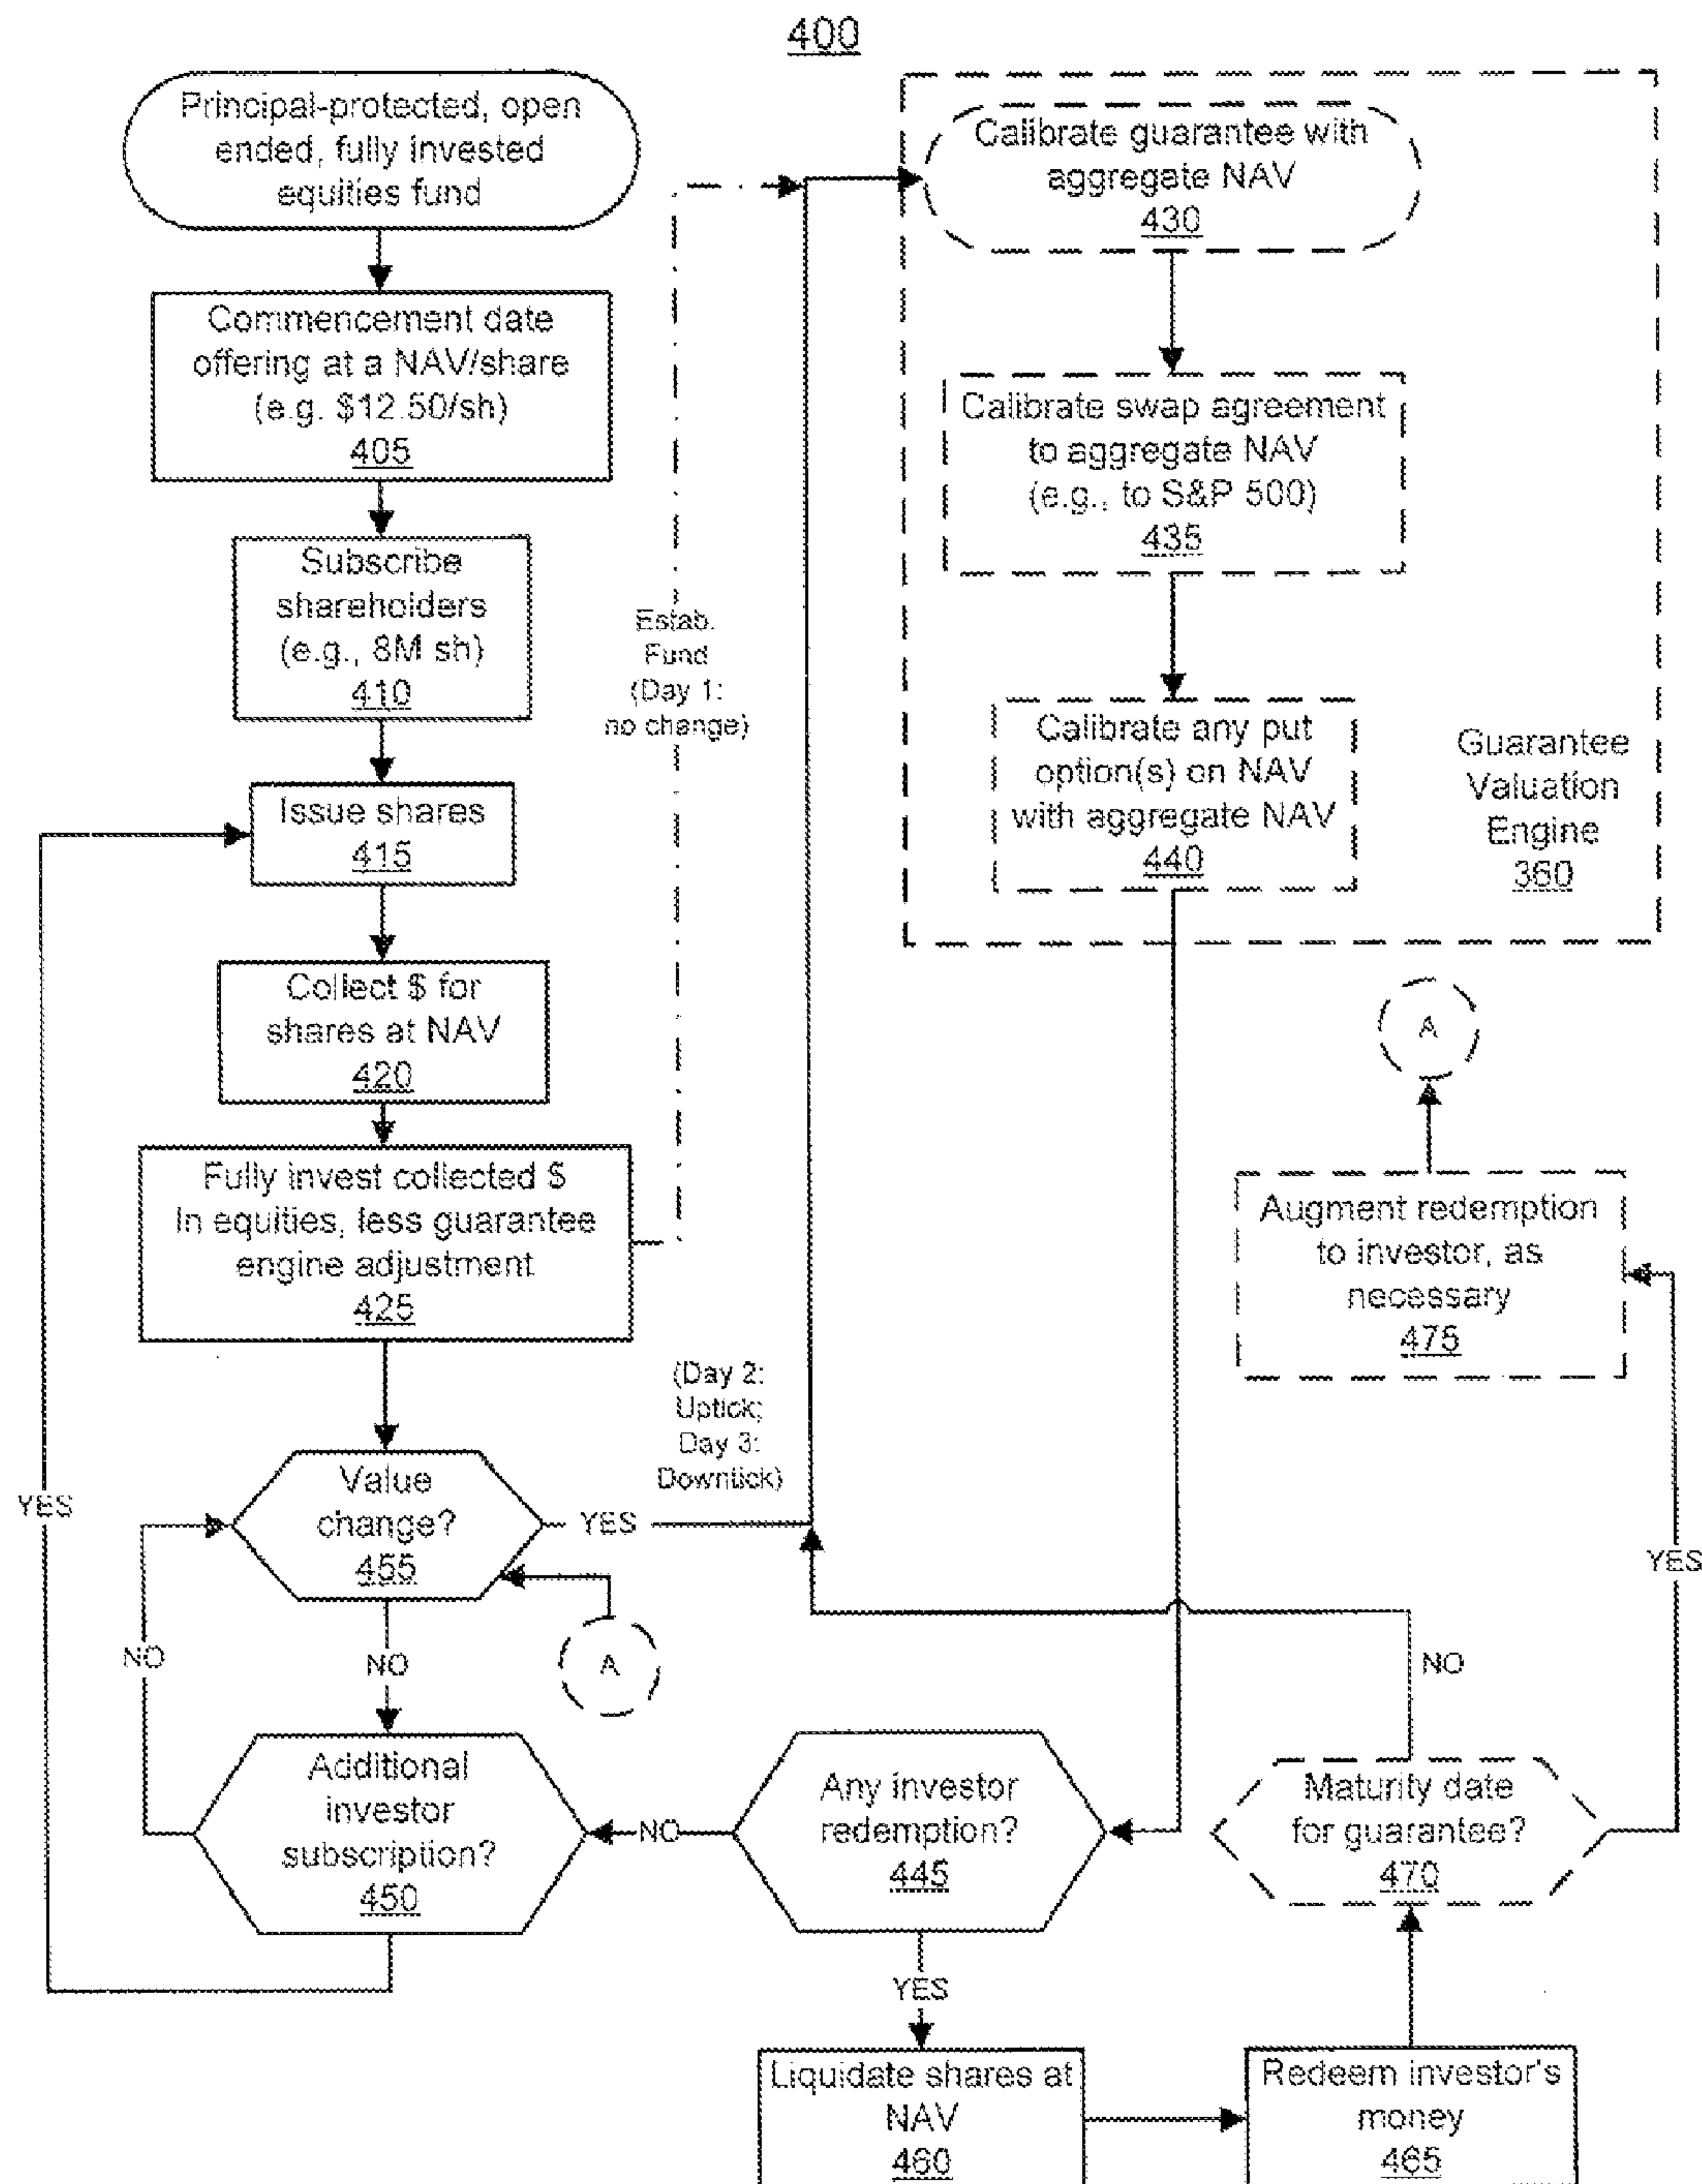 400
Principal-protected, open
ended, fully invested
equities fund
Commencement date
offering at a NAV/share
(e.g. $12.50/sh)
405
Subscribe
shareholders
(e.g., 8M sh)
410
Issue shares
415
Collect $ for
shares at NAV
420
Fully invest collected $
In equities, less guarantee
engine adjustment
425
Estab.
Fund
(Day 1:
no change)
Calibrate guarantee with
aggregate NAV
430
Calibrate swap agreement
to aggregate NAV
(e.g., to S&P 500)
435
Calibrate any put
option(s) on NAV
with aggregate NAV
440
Guarantee
Valuation
Engine
360
A
Augment redemption
to investor, as
necessary
475
(Day 2:
Uptick;
Day 3:
Downtick)
Value
change?
455
YES
YES
YES
NO
NO
A
NO
Additional
investor
subscription?
450
NO
Any investor
redemption?
445
Maturity date
for guarantee?
470
YES
Liquidate shares at
NAV
460
Redeem investor's
money
465